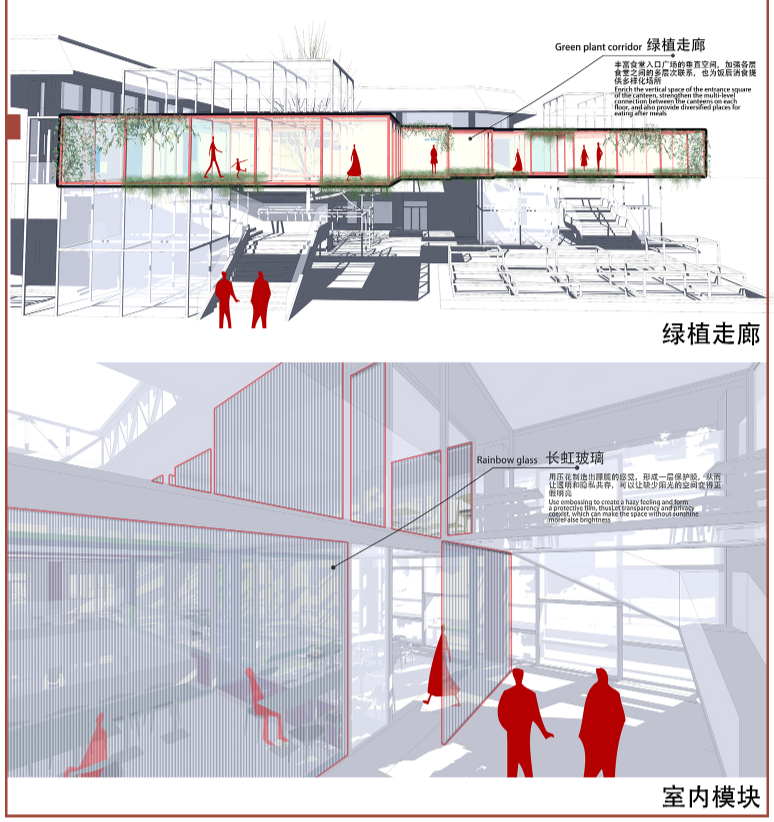 Green plant corridor 绿植走廊
丰富食堂入口广场的垂直空间，加强各层
食堂之间的多层次联系，也为饭后消食提
供多样化场所
Enrich the vertical space of the entrance square
of the canteen, strengthen the multi-level
connection between the canteens on each
floor, and also provide diversified places for
eating after meals
绿植走廊
Rainbow glass 长虹玻璃
用压花制造出朦胧的感觉，形成一层保护膜，从而
让透明和隐私共存，可以让缺少阳光的空间变得更
假明亮
Use embossing to create a hazy feeling and form
a protective film, thusLet transparency and privacy
coexist, which can make the space without sunshine
moreFalse brightness
室内模块